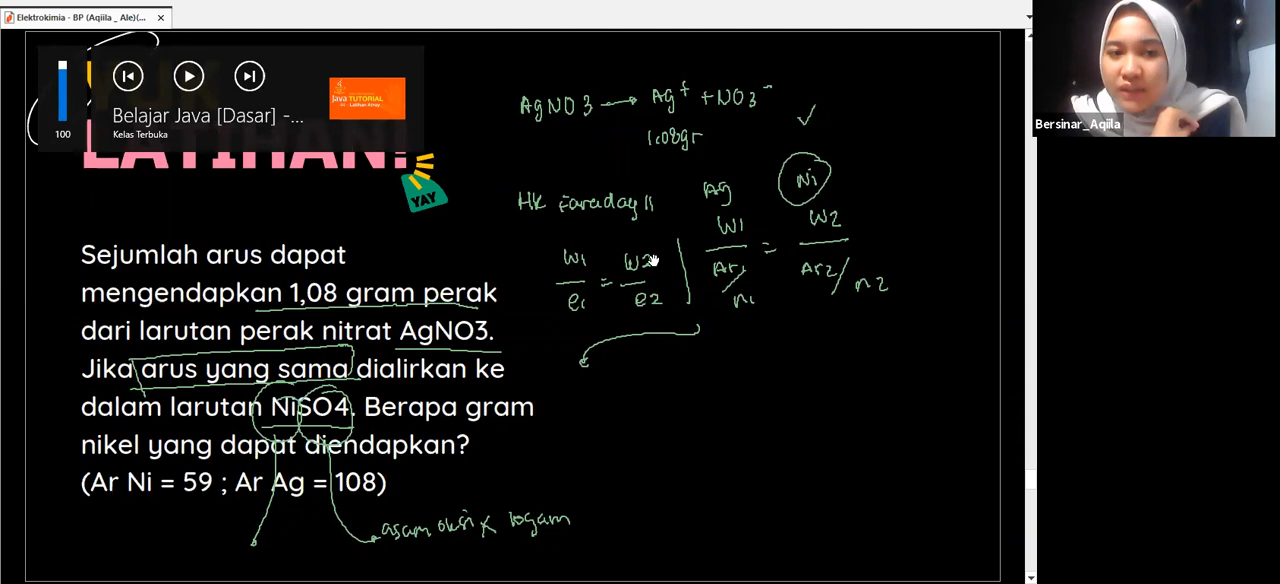 Elektrokimia - BP (Aqiila _ Ale)(...
Bersinar_Aqiila
100
Belajar Java [Dasar] -...
Kelas Terbuka
Java TUTORIAL
LATIHAN!
YAY
Sejumlah arus dapat
mengendapkan 1,08 gram perak
dari larutan perak nitrat AgNO3.
Jika arus yang sama dialirkan ke
dalam larutan NiSO4. Berapa gram
nikel yang dapat diendapkan?
(Ar Ni = 59 ; Ar Ag = 108)
asam oksi x logam
AgNO3 → Ag+ + NO3-
1,08gr
HK Faraday II
w1/e1 = w2/e2
Ag Ni
w1/Ar1/n1 = w2/Ar2/n2